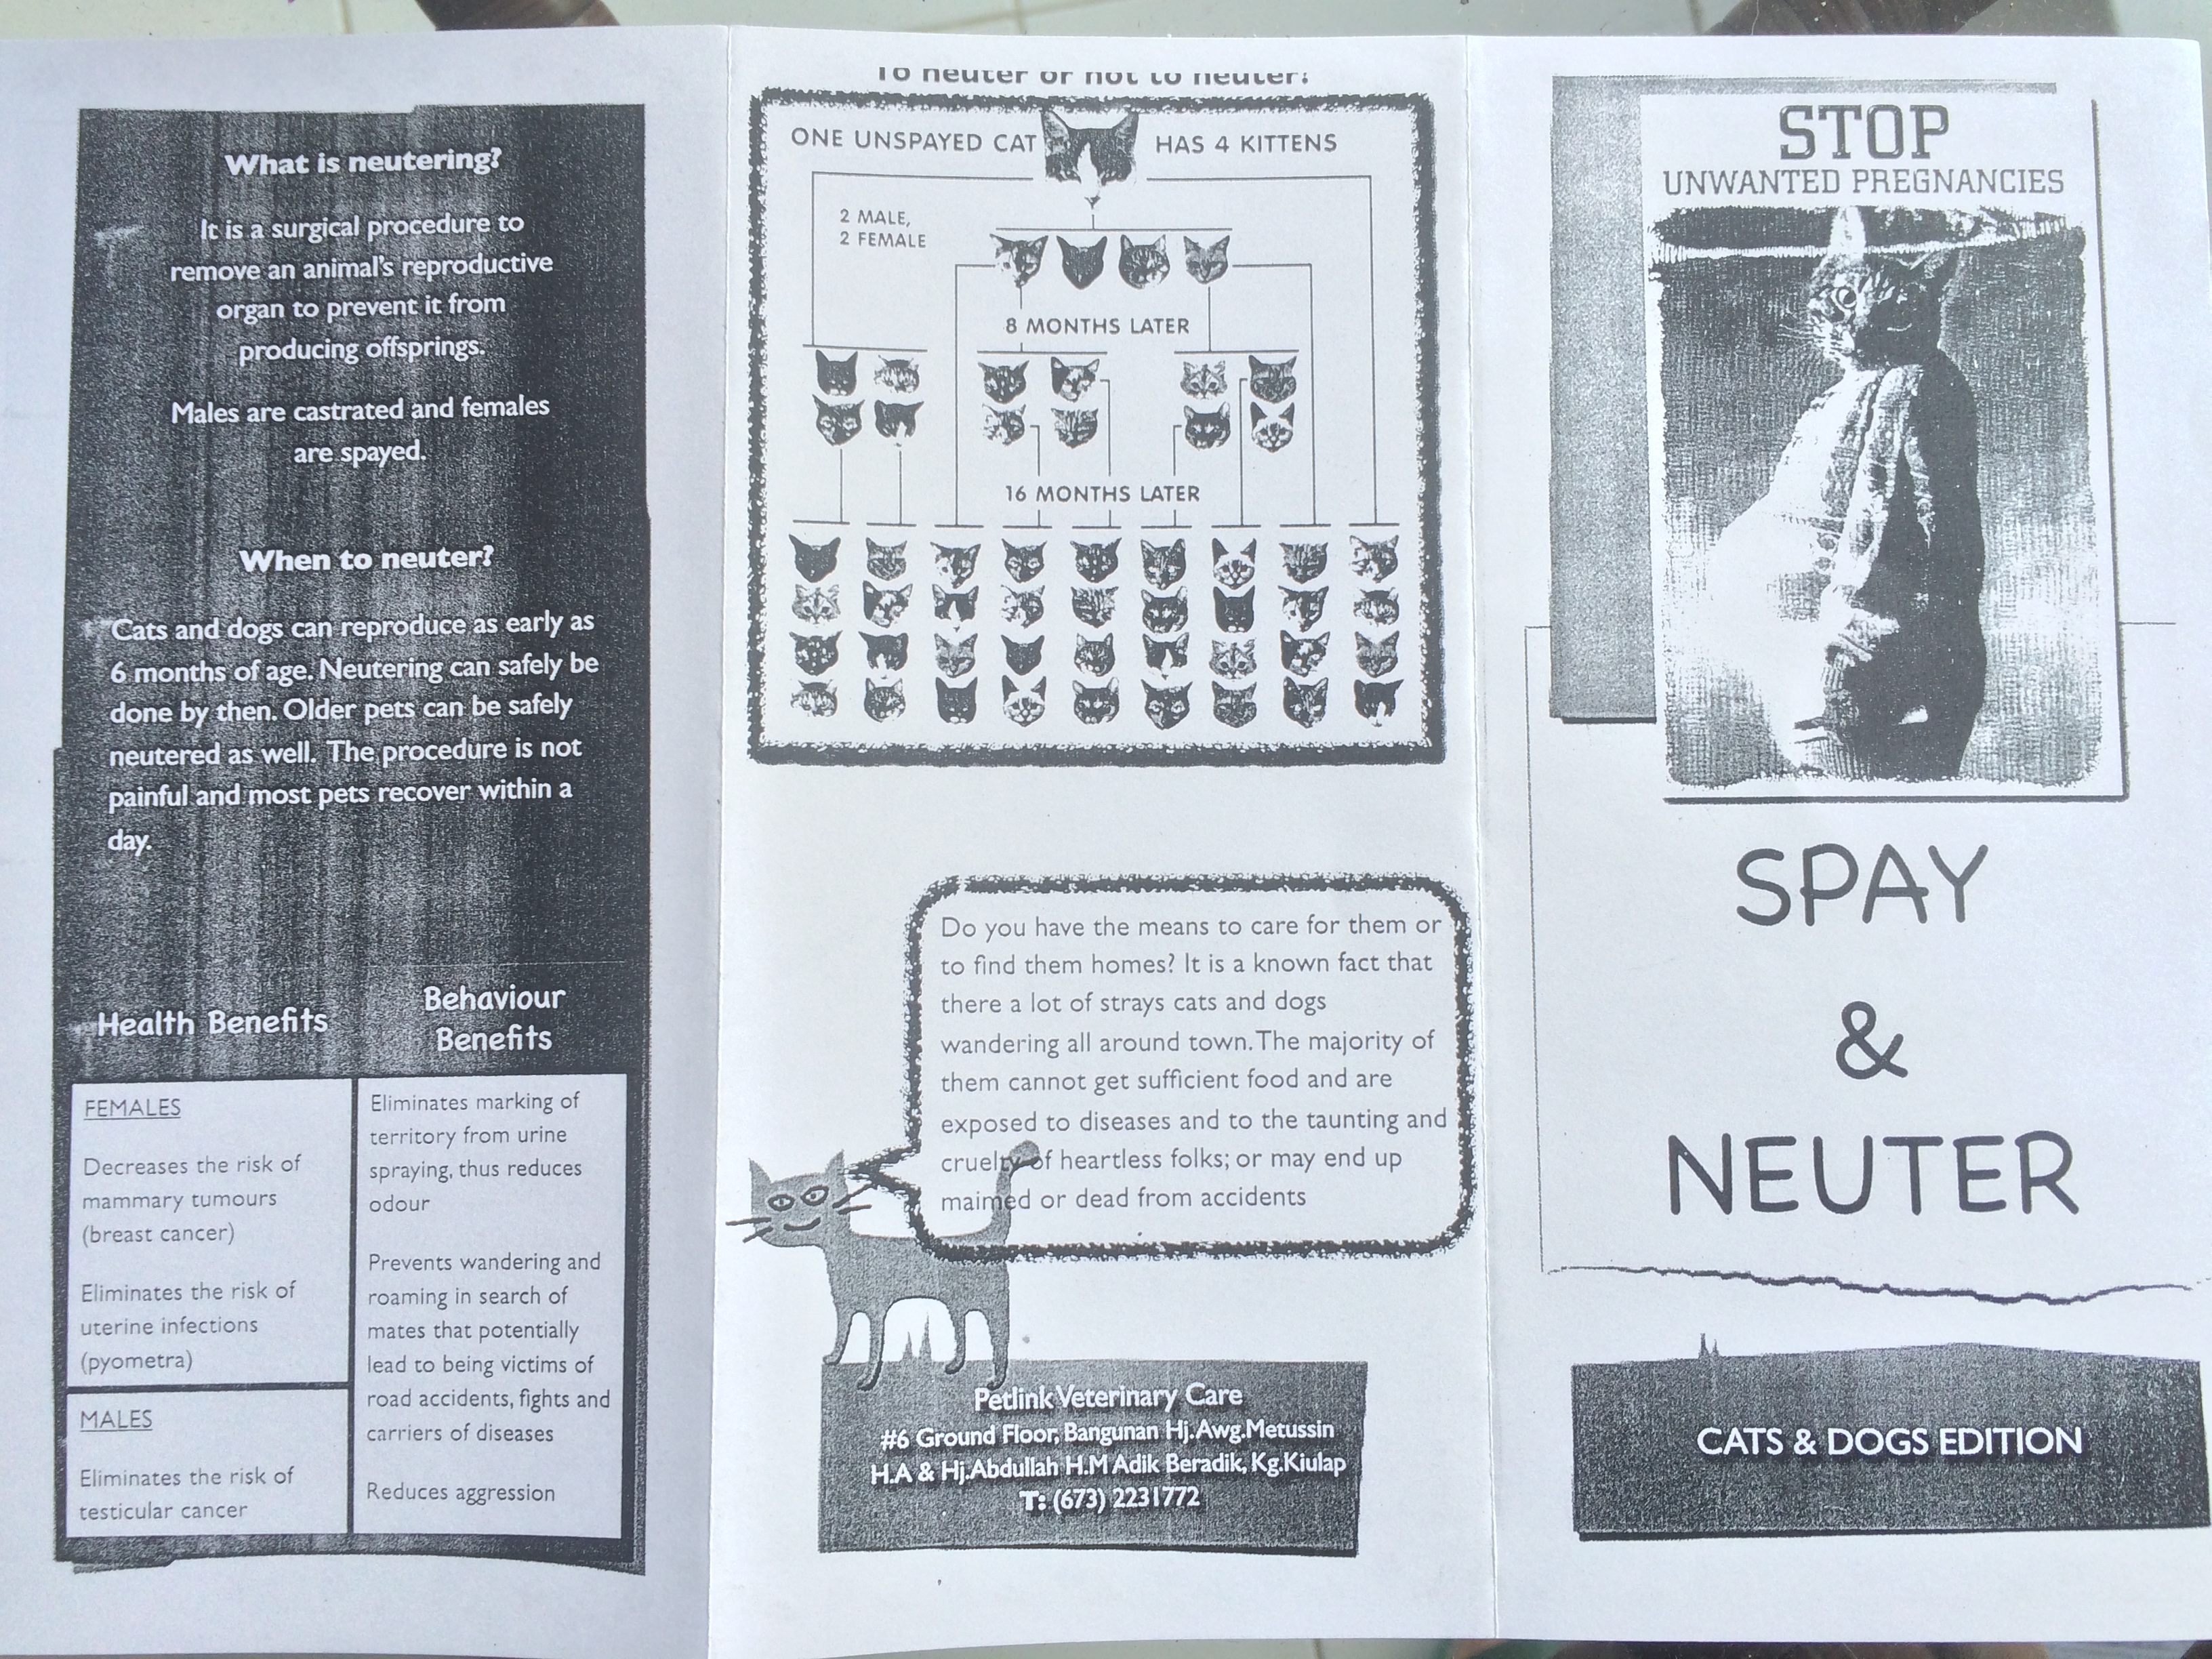 What is neutering?
It is a surgical procedure to
remove an animal's reproductive
organ to prevent it from
producing offsprings.
Males are castrated and females
are spayed.
When to neuter?
Cats and dogs can reproduce as early as
6 months of age. Neutering can safely be
done by then. Older pets can be safely
neutered as well. The procedure is not
painful and most pets recover within a
day.
Health Benefits
FEMALES
Decreases the risk of
mammary tumours
(breast cancer)
Eliminates the risk of
uterine infections
(pyometra)
MALES
Eliminates the risk of
testicular cancer
Behaviour
Benefits
Eliminates marking of
territory from urine
spraying, thus reduces
odour
Prevents wandering and
roaming in search of
mates that potentially
lead to being victims of
road accidents, fights and
carriers of diseases
Reduces aggression
To neuter or not to neuter?
ONE UNSPAYED CAT HAS 4 KITTENS
2 MALE,
2 FEMALE
8 MONTHS LATER
16 MONTHS LATER
Do you have the means to care for them or
to find them homes? It is a known fact that
there a lot of strays cats and dogs
wandering all around town. The majority of
them cannot get sufficient food and are
exposed to diseases and to the taunting and
cruelty of heartless folks; or may end up
maimed or dead from accidents
Petlink Veterinary Care
#6 Ground Floor, Bangunan Hj.Awg.Metussin
H.A & Hj.Abdullah H.M Adik Beradik, Kg.Kiulap
T: (673) 2231772
STOP
UNWANTED PREGNANCIES
SPAY
&
NEUTER
CATS & DOGS EDITION